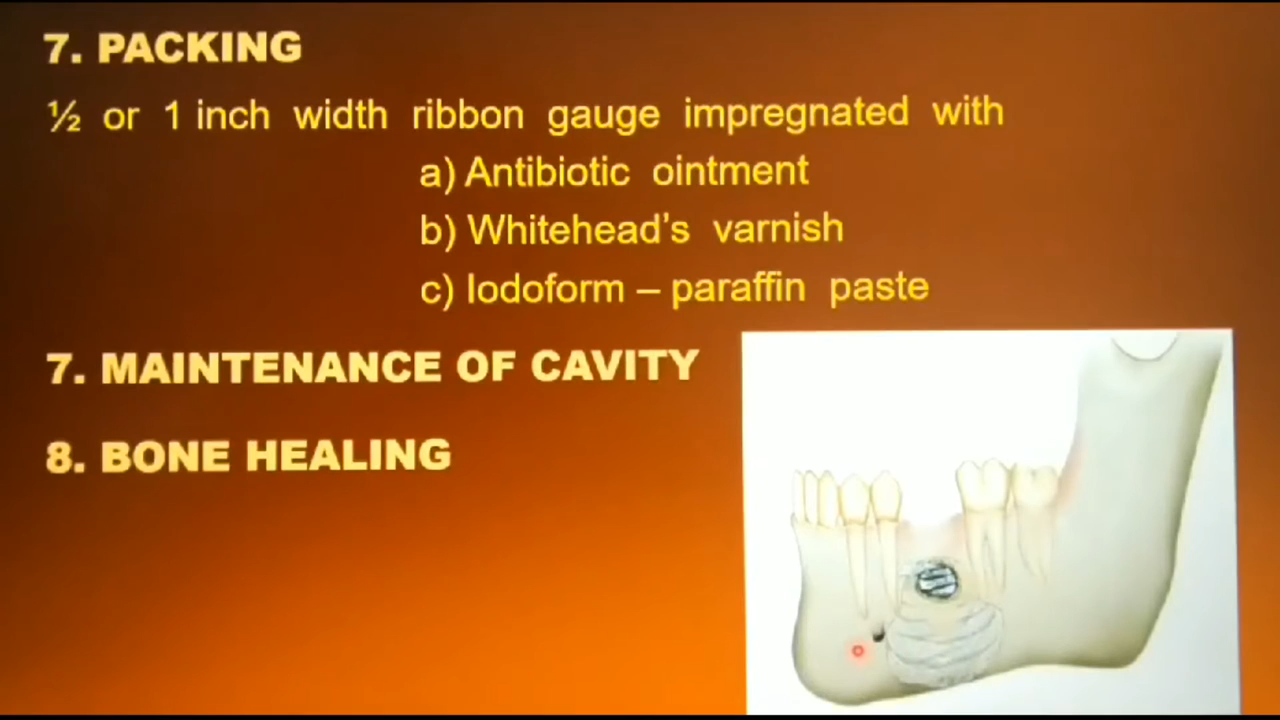 7. PACKING
½ or 1 inch width ribbon gauge impregnated with
a) Antibiotic ointment
b) Whitehead’s varnish
c) Iodoform – paraffin paste
7. MAINTENANCE OF CAVITY
8. BONE HEALING